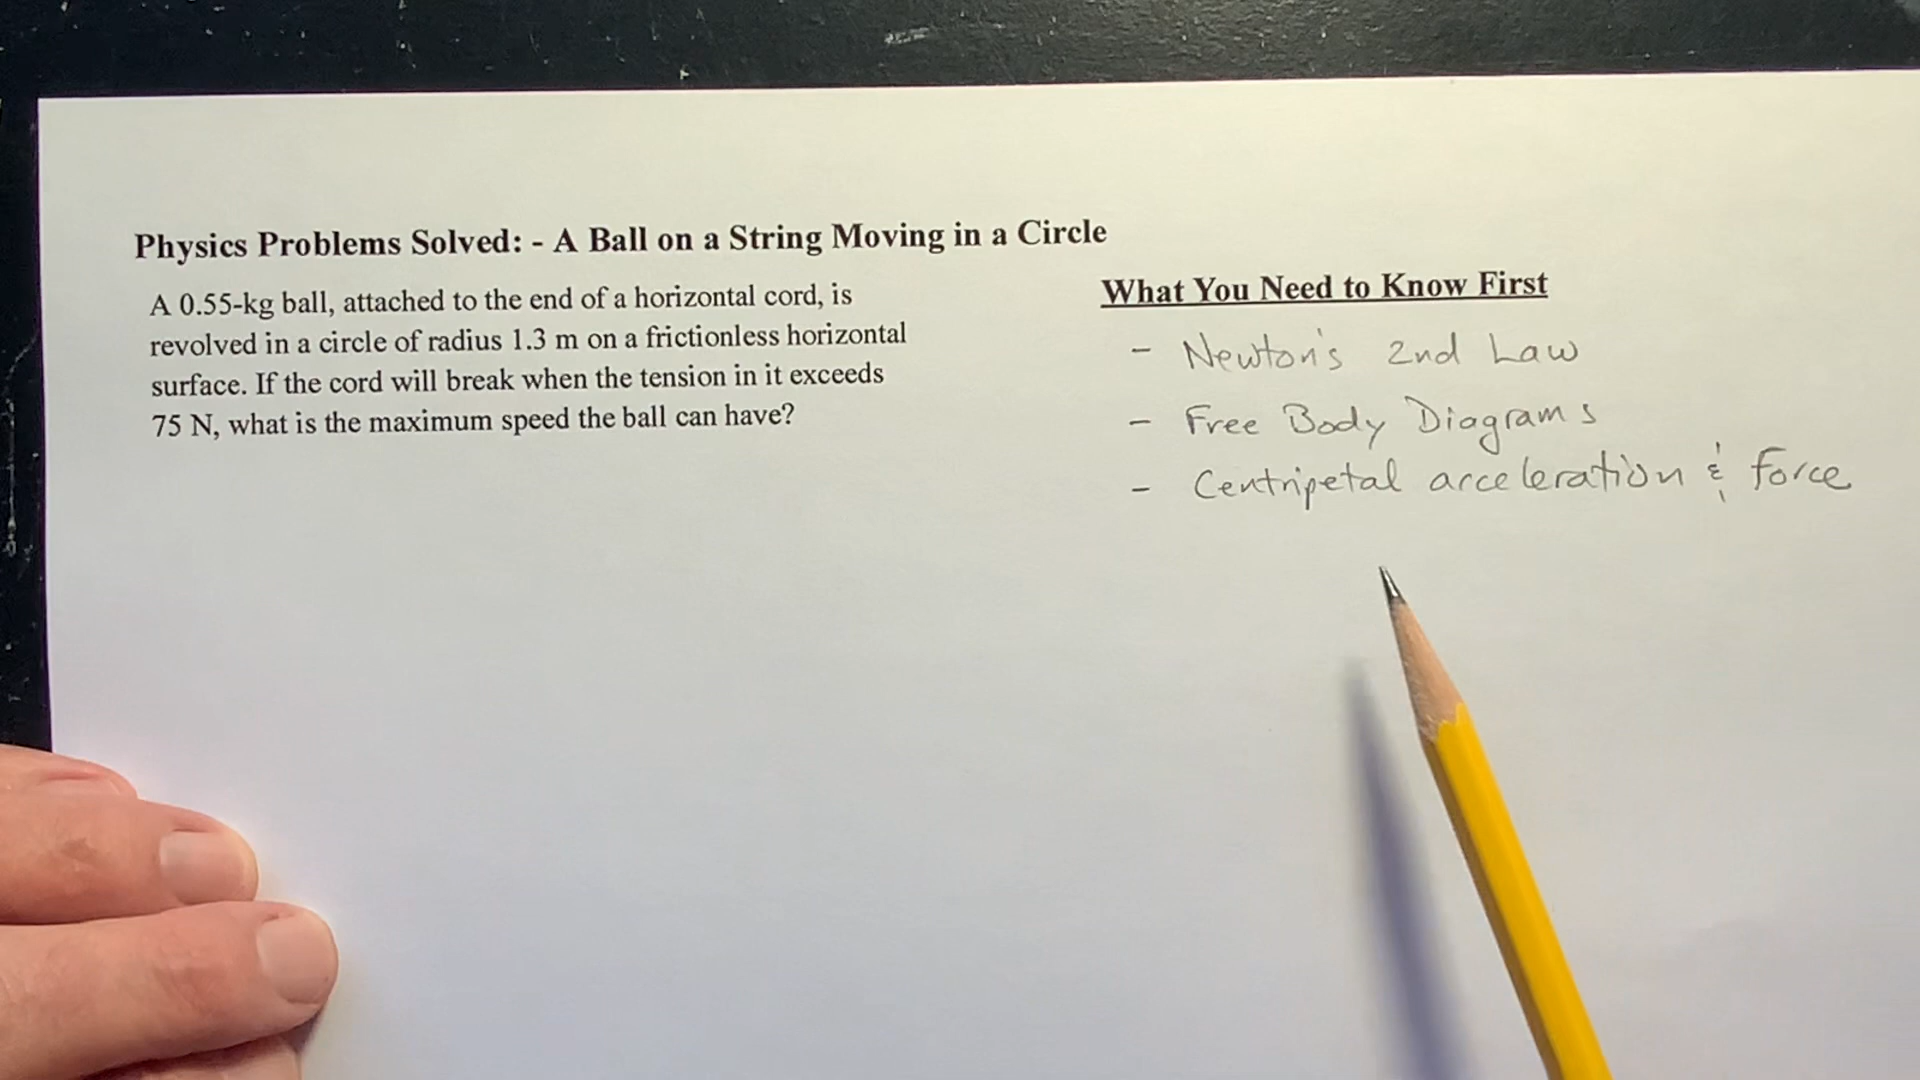 Physics Problems Solved: - A Ball on a String Moving in a Circle
A 0.55-kg ball, attached to the end of a horizontal cord, is
revolved in a circle of radius 1.3 m on a frictionless horizontal
surface. If the cord will break when the tension in it exceeds
75 N, what is the maximum speed the ball can have?
What You Need to Know First
- Newton's 2nd Law
- Free Body Diagrams
- Centripetal acceleration & force